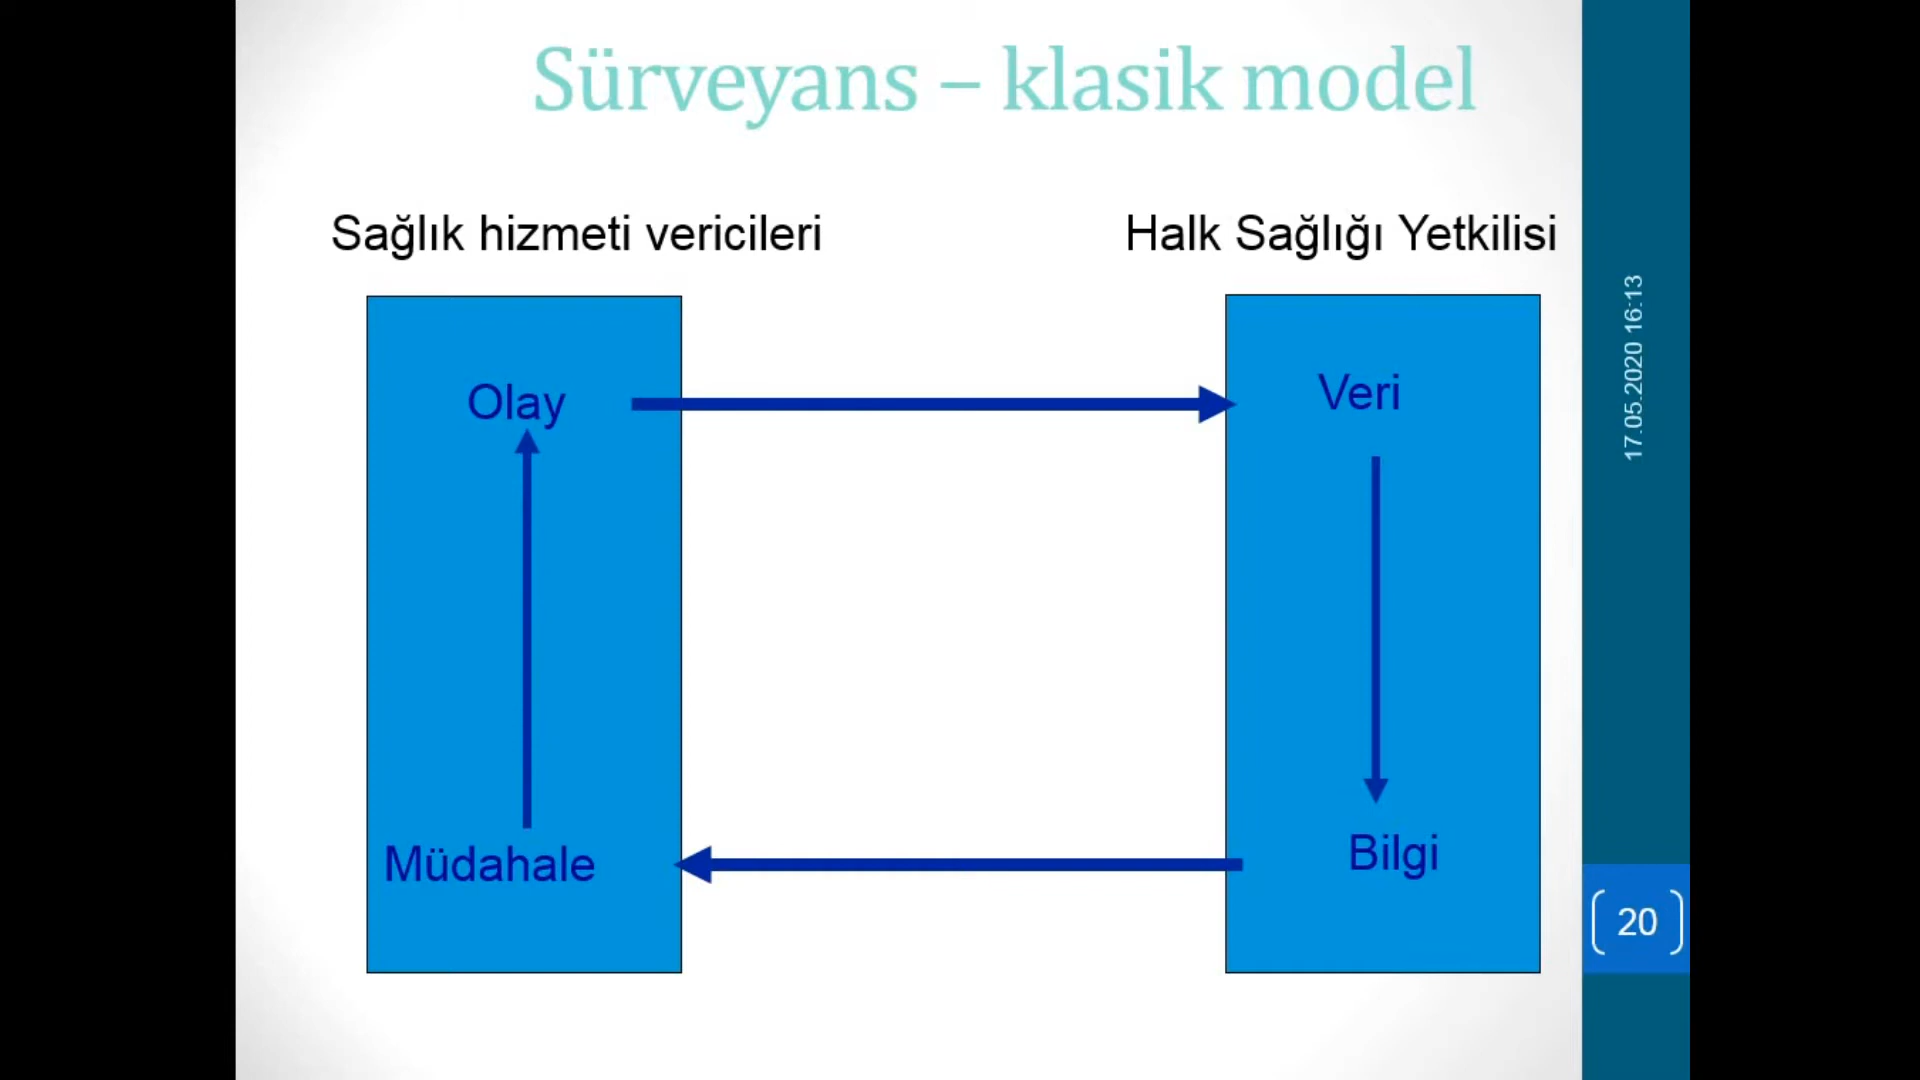 Sürveyans – klasik model
Sağlık hizmeti vericileri
Halk Sağlığı Yetkilisi
Olay
Veri
Müdahale
Bilgi
17.05.2020 16:13
20